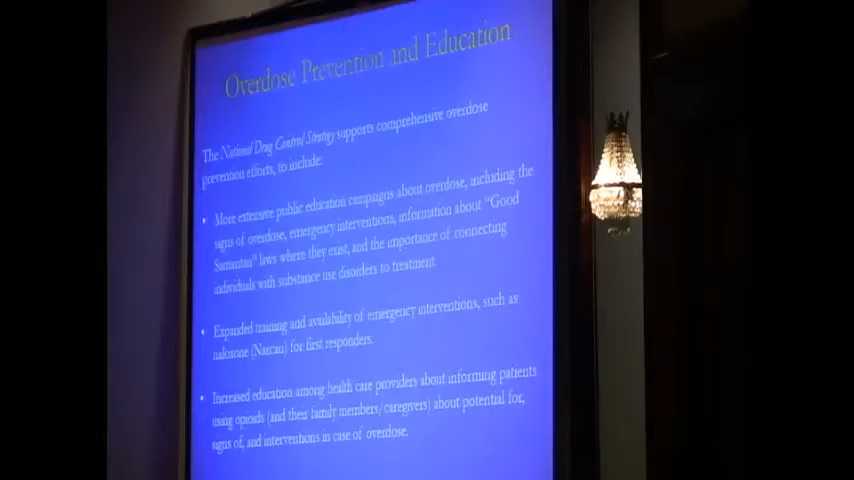 Overdose Prevention and Education
The National Drug Control Strategy supports comprehensive overdose
prevention efforts, to include:
• More extensive public education campaigns about overdose, including the
signs of overdose, emergency interventions, information about "Good
Samaritan" laws where they exist, and the importance of connecting
individuals with substance use disorders to treatment.
• Expanded training and availability of emergency interventions, such as
naloxone (Narcan) for first responders.
• Increased education among health care providers about informing patients
using opioids (and their family members/caregivers) about potential for,
signs of, and interventions in case of overdose.